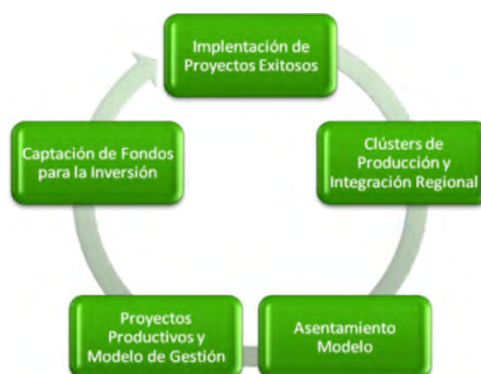 Implentación de
Proyectos Exitosos
Clústers de
Producción y
Integración Regional
Asentamiento
Modelo
Proyectos
Productivos y
Modelo de Gestión
Captación de Fondos
para la Inversión